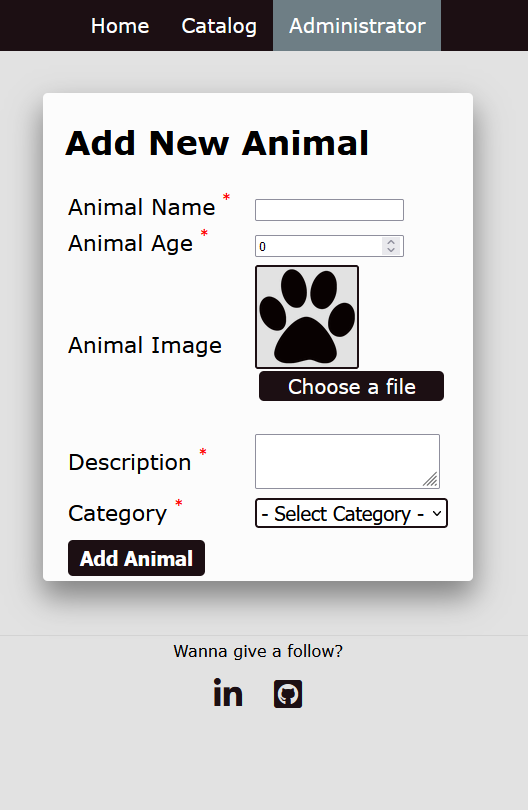 Home Catalog Administrator
Add New Animal
Animal Name *
Animal Age *
0
Animal Image
Choose a file
Description *
Category *
- Select Category -
Add Animal
Wanna give a follow?
in